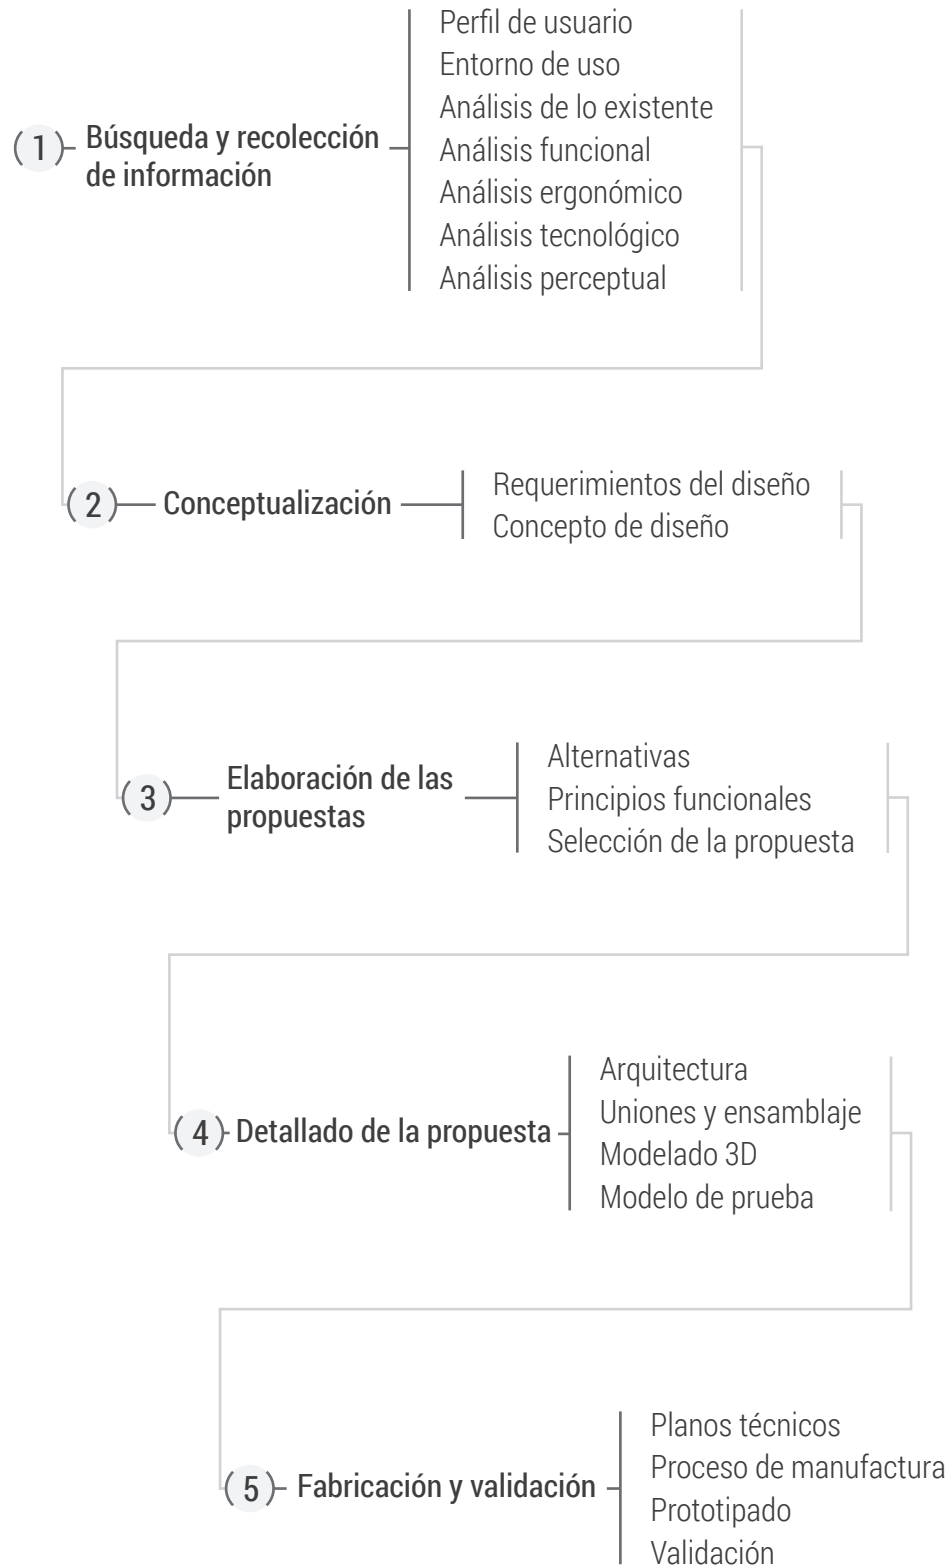 Perfil de usuario
Entorno de uso
Análisis de lo existente
Análisis funcional
Análisis ergonómico
Análisis tecnológico
Análisis perceptual
(1) Búsqueda y recolección
de información
(2) Conceptualización
Requerimientos del diseño
Concepto de diseño
(3) Elaboración de las
propuestas
Alternativas
Principios funcionales
Selección de la propuesta
(4) Detallado de la propuesta
Arquitectura
Uniones y ensamblaje
Modelado 3D
Modelo de prueba
(5) Fabricación y validación
Planos técnicos
Proceso de manufactura
Prototipado
Validación